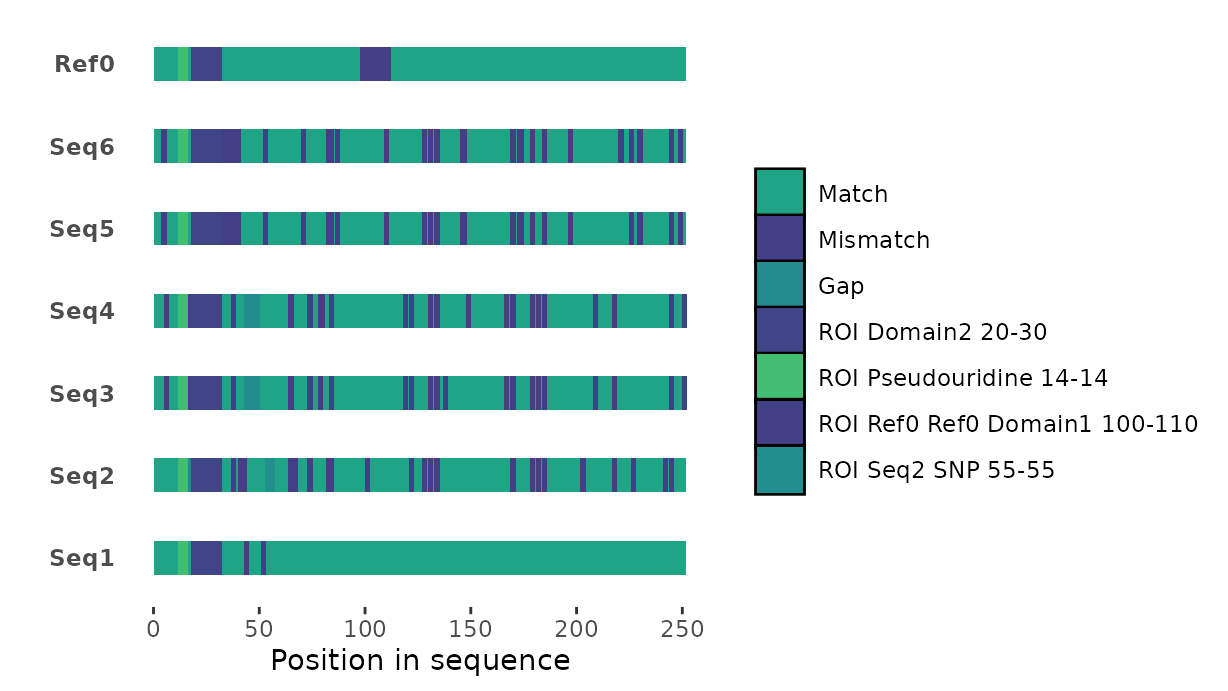 Ref0
Seq6
Seq5
Seq4
Seq3
Seq2
Seq1
0 50 100 150 200 250
Position in sequence
Match
Mismatch
Gap
ROI Domain2 20-30
ROI Pseudouridine 14-14
ROI Ref0 Ref0 Domain1 100-110
ROI Seq2 SNP 55-55